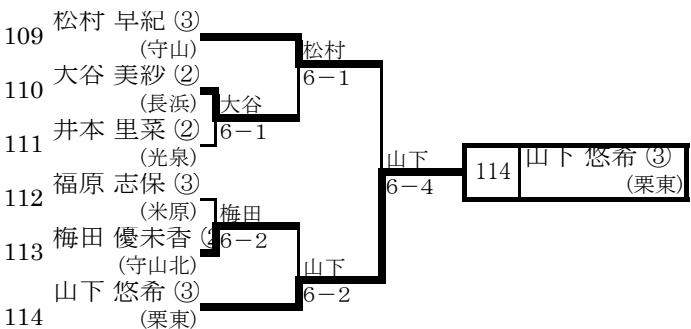 松村 早紀 ③
109
(守山)
松村
6－1
大谷 美紗 ②
110
(長浜)
大谷
6－1
井本 里菜 ②
111
(光泉)
山下
6－4
114
山下 悠希 ③
(栗東)
福原 志保 ③
112
(米原)
梅田
6－2
梅田 優未香 (2
113
(守山北)
山下
6－2
山下 悠希 ③
114
(栗東)